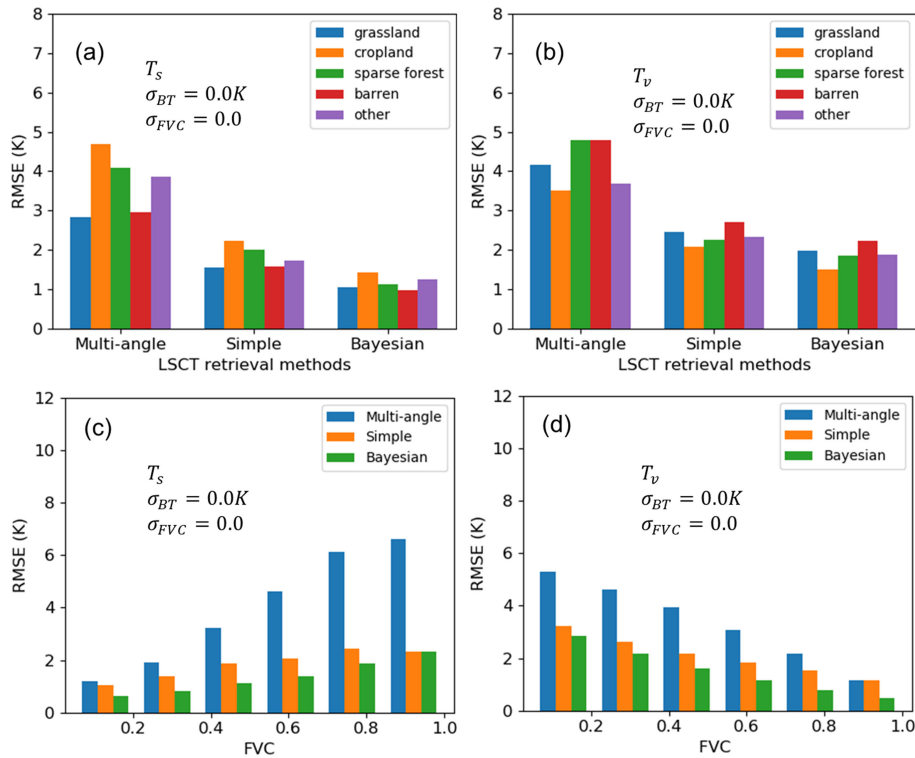 (a)
T_s
σ_BT = 0.0K
σ_FVC = 0.0
grassland
cropland
sparse forest
barren
other
8
7
6
5
4
3
2
1
0
RMSE (K)
Multi-angle Simple Bayesian
LSCT retrieval methods
(b)
T_v
σ_BT = 0.0K
σ_FVC = 0.0
grassland
cropland
sparse forest
barren
other
8
7
6
5
4
3
2
1
0
RMSE (K)
Multi-angle Simple Bayesian
LSCT retrieval methods
(c)
T_s
σ_BT = 0.0K
σ_FVC = 0.0
Multi-angle
Simple
Bayesian
12
10
8
6
4
2
0
RMSE (K)
0.2 0.4 0.6 0.8 1.0
FVC
(d)
T_v
σ_BT = 0.0K
σ_FVC = 0.0
Multi-angle
Simple
Bayesian
12
10
8
6
4
2
0
RMSE (K)
0.2 0.4 0.6 0.8 1.0
FVC